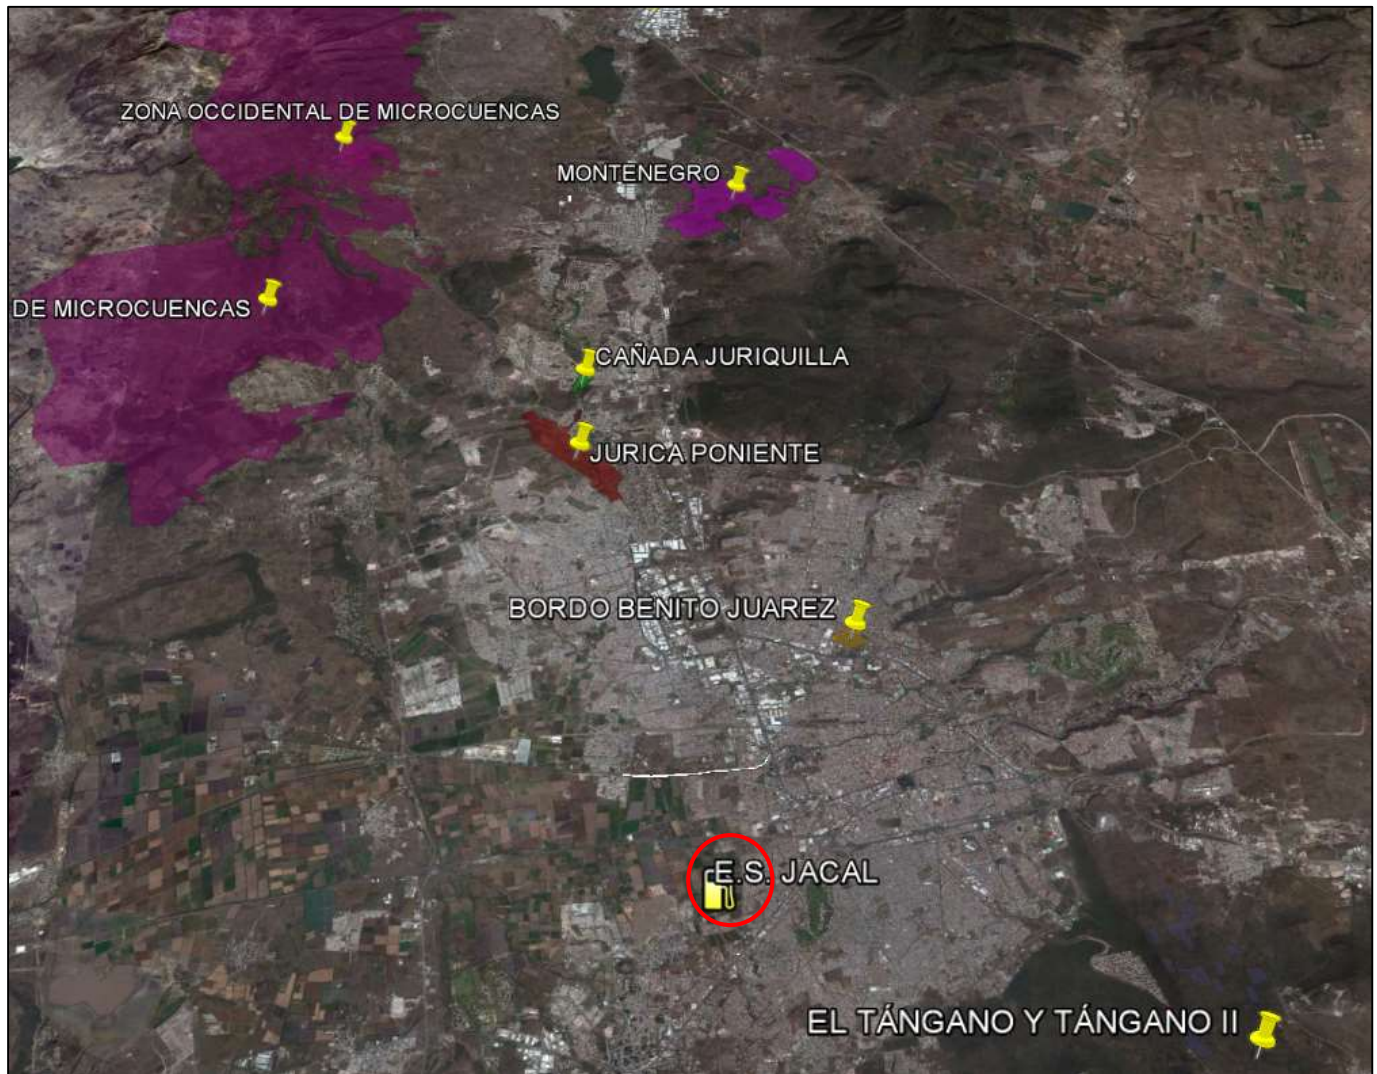 ZONA OCCIDENTAL DE MICROCUENCAS
MONTENEGRO
DE MICROCUENCAS
CAÑADA JURIQUILLA
JURICA PONIENTE
BORDO BENITO JUAREZ
E.S. JACAL
EL TÁNGANO Y TÁNGANO II